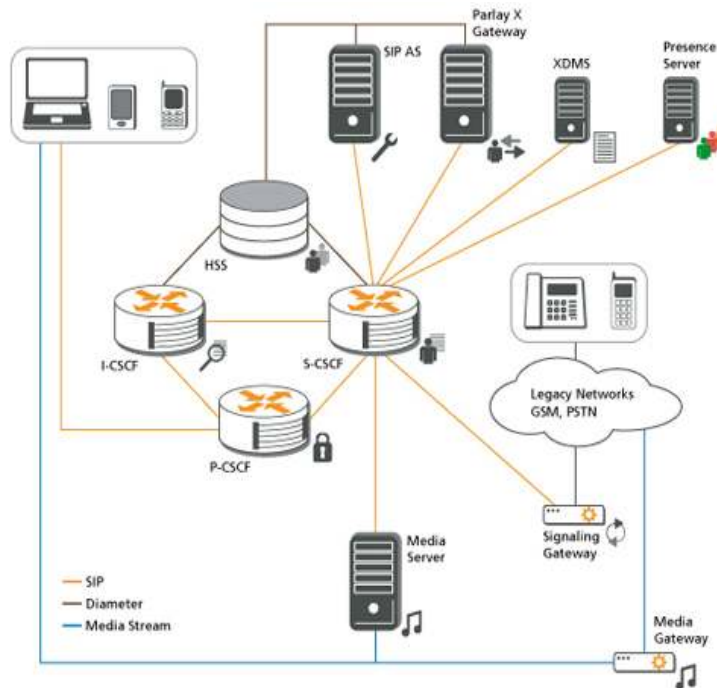 Parlay X
Gateway
SIP AS
XDMS
Presence
Server
HSS
I-CSCF
S-CSCF
P-CSCF
Legacy Networks
GSM, PSTN
Signaling
Gateway
Media
Server
SIP
Diameter
Media Stream
Media
Gateway